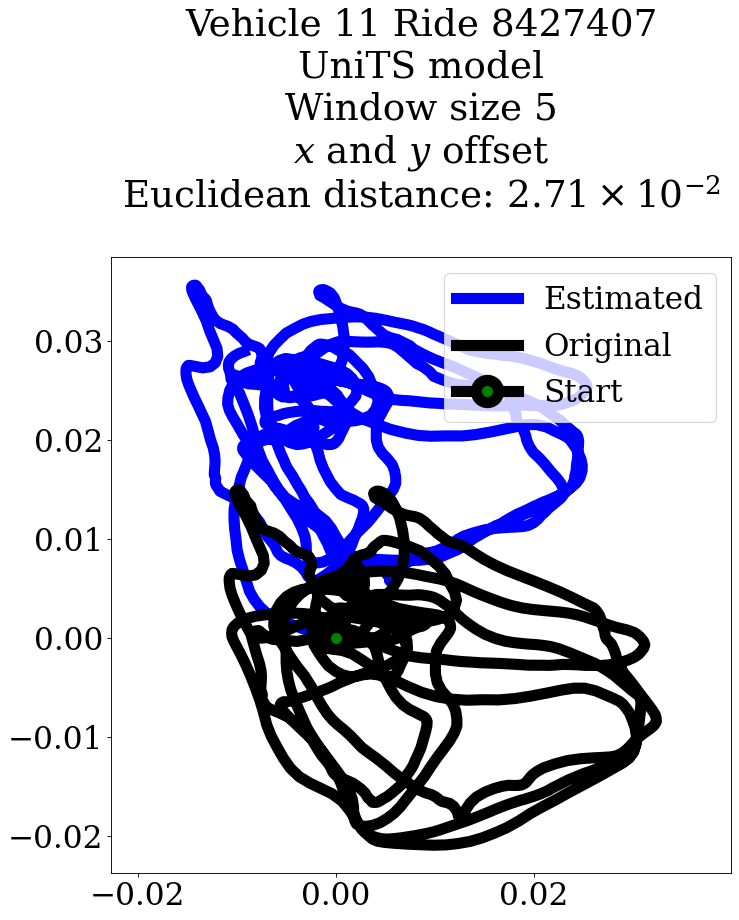 Vehicle 11 Ride 8427407
UniTS model
Window size 5
x and y offset
Euclidean distance: 2.71 × 10⁻²
Estimated
Original
Start
0.03
0.02
0.01
0.00
−0.01
−0.02
−0.02 0.00 0.02